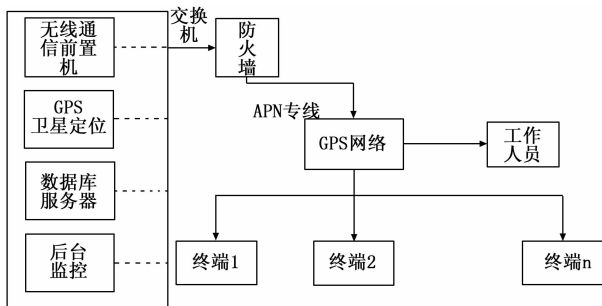 无线通
信前置
机
交换
机
防
火
墙
GPS
卫星定位
APN专线
GPS网络
工作
人员
数据库
服务器
后台
监控
终端1
终端2
终端n